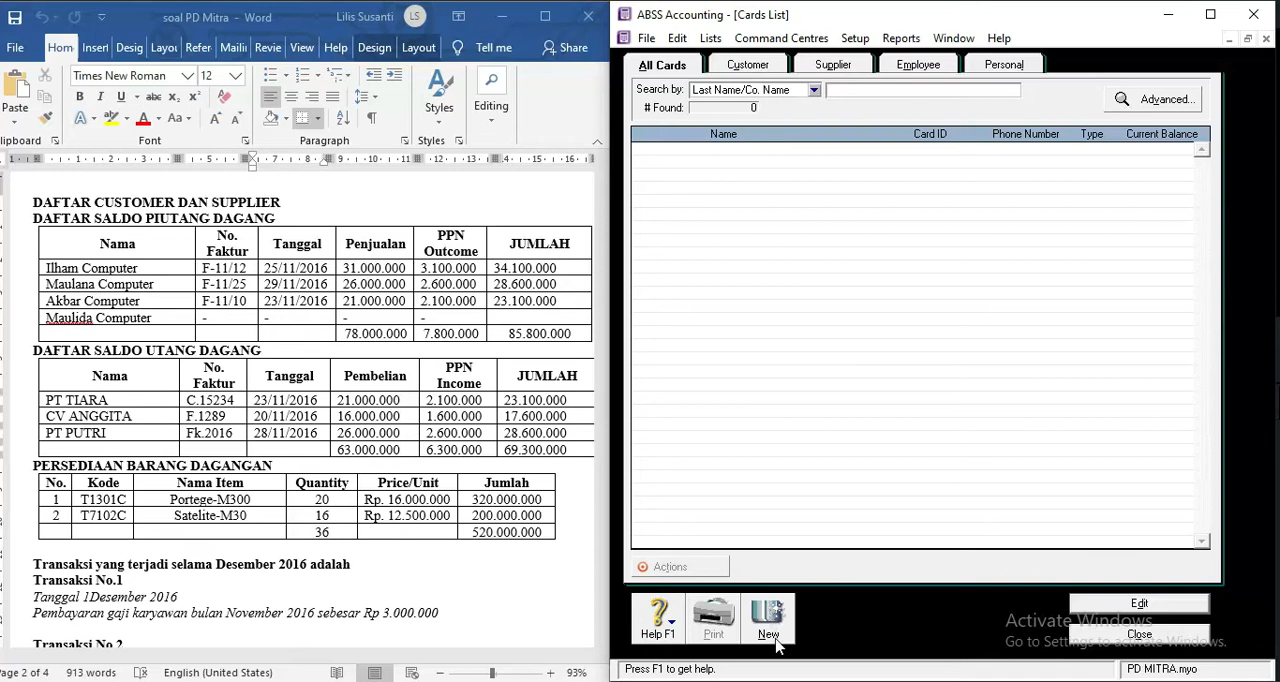 soal PD Mitra - Word
Lilis Susanti
LS
File
Hom
Insert
Desig
Layou
Refer
Mailin
Revie
View
Help
Design
Layout
Tell me
Share
Paste
Times New Roman
12
B I U abc x₂ x²
A ab A Aa A A
Styles
Editing
lipboard
Font
Paragraph
Styles
DAFTAR CUSTOMER DAN SUPPLIER
DAFTAR SALDO PIUTANG DAGANG
Nama No. Faktur Tanggal Penjualan PPN Outcome JUMLAH
Ilham Computer F-11/12 25/11/2016 31.000.000 3.100.000 34.100.000
Maulana Computer F-11/25 29/11/2016 26.000.000 2.600.000 28.600.000
Akbar Computer F-11/10 23/11/2016 21.000.000 2.100.000 23.100.000
Maulida Computer - - - -
78.000.000 7.800.000 85.800.000
DAFTAR SALDO UTANG DAGANG
Nama No. Faktur Tanggal Pembelian PPN Income JUMLAH
PT TIARA C.15234 23/11/2016 21.000.000 2.100.000 23.100.000
CV ANGGITA F.1289 20/11/2016 16.000.000 1.600.000 17.600.000
PT PUTRI Fk.2016 28/11/2016 26.000.000 2.600.000 28.600.000
63.000.000 6.300.000 69.300.000
PERSEDIAAN BARANG DAGANGAN
No. Kode Nama Item Quantity Price/Unit Jumlah
1 T1301C Portege-M300 20 Rp. 16.000.000 320.000.000
2 T7102C Satelite-M30 16 Rp. 12.500.000 200.000.000
36 520.000.000
Transaksi yang terjadi selama Desember 2016 adalah
Transaksi No.1
Tanggal 1Desember 2016
Pembayaran gaji karyawan bulan November 2016 sebesar Rp 3.000.000
Transaksi No 2
Page 2 of 4
913 words
English (United States)
93%
ABSS Accounting - [Cards List]
File Edit Lists Command Centres Setup Reports Window Help
All Cards
Customer
Supplier
Employee
Personal
Search by: Last Name/Co. Name
# Found: 0
Advanced...
Name Card ID Phone Number Type Current Balance
Actions
Help F1
Print
New
Edit
Close
Activate Windows
Go to Settings to activate Windows.
Press F1 to get help.
PD MITRA.myo